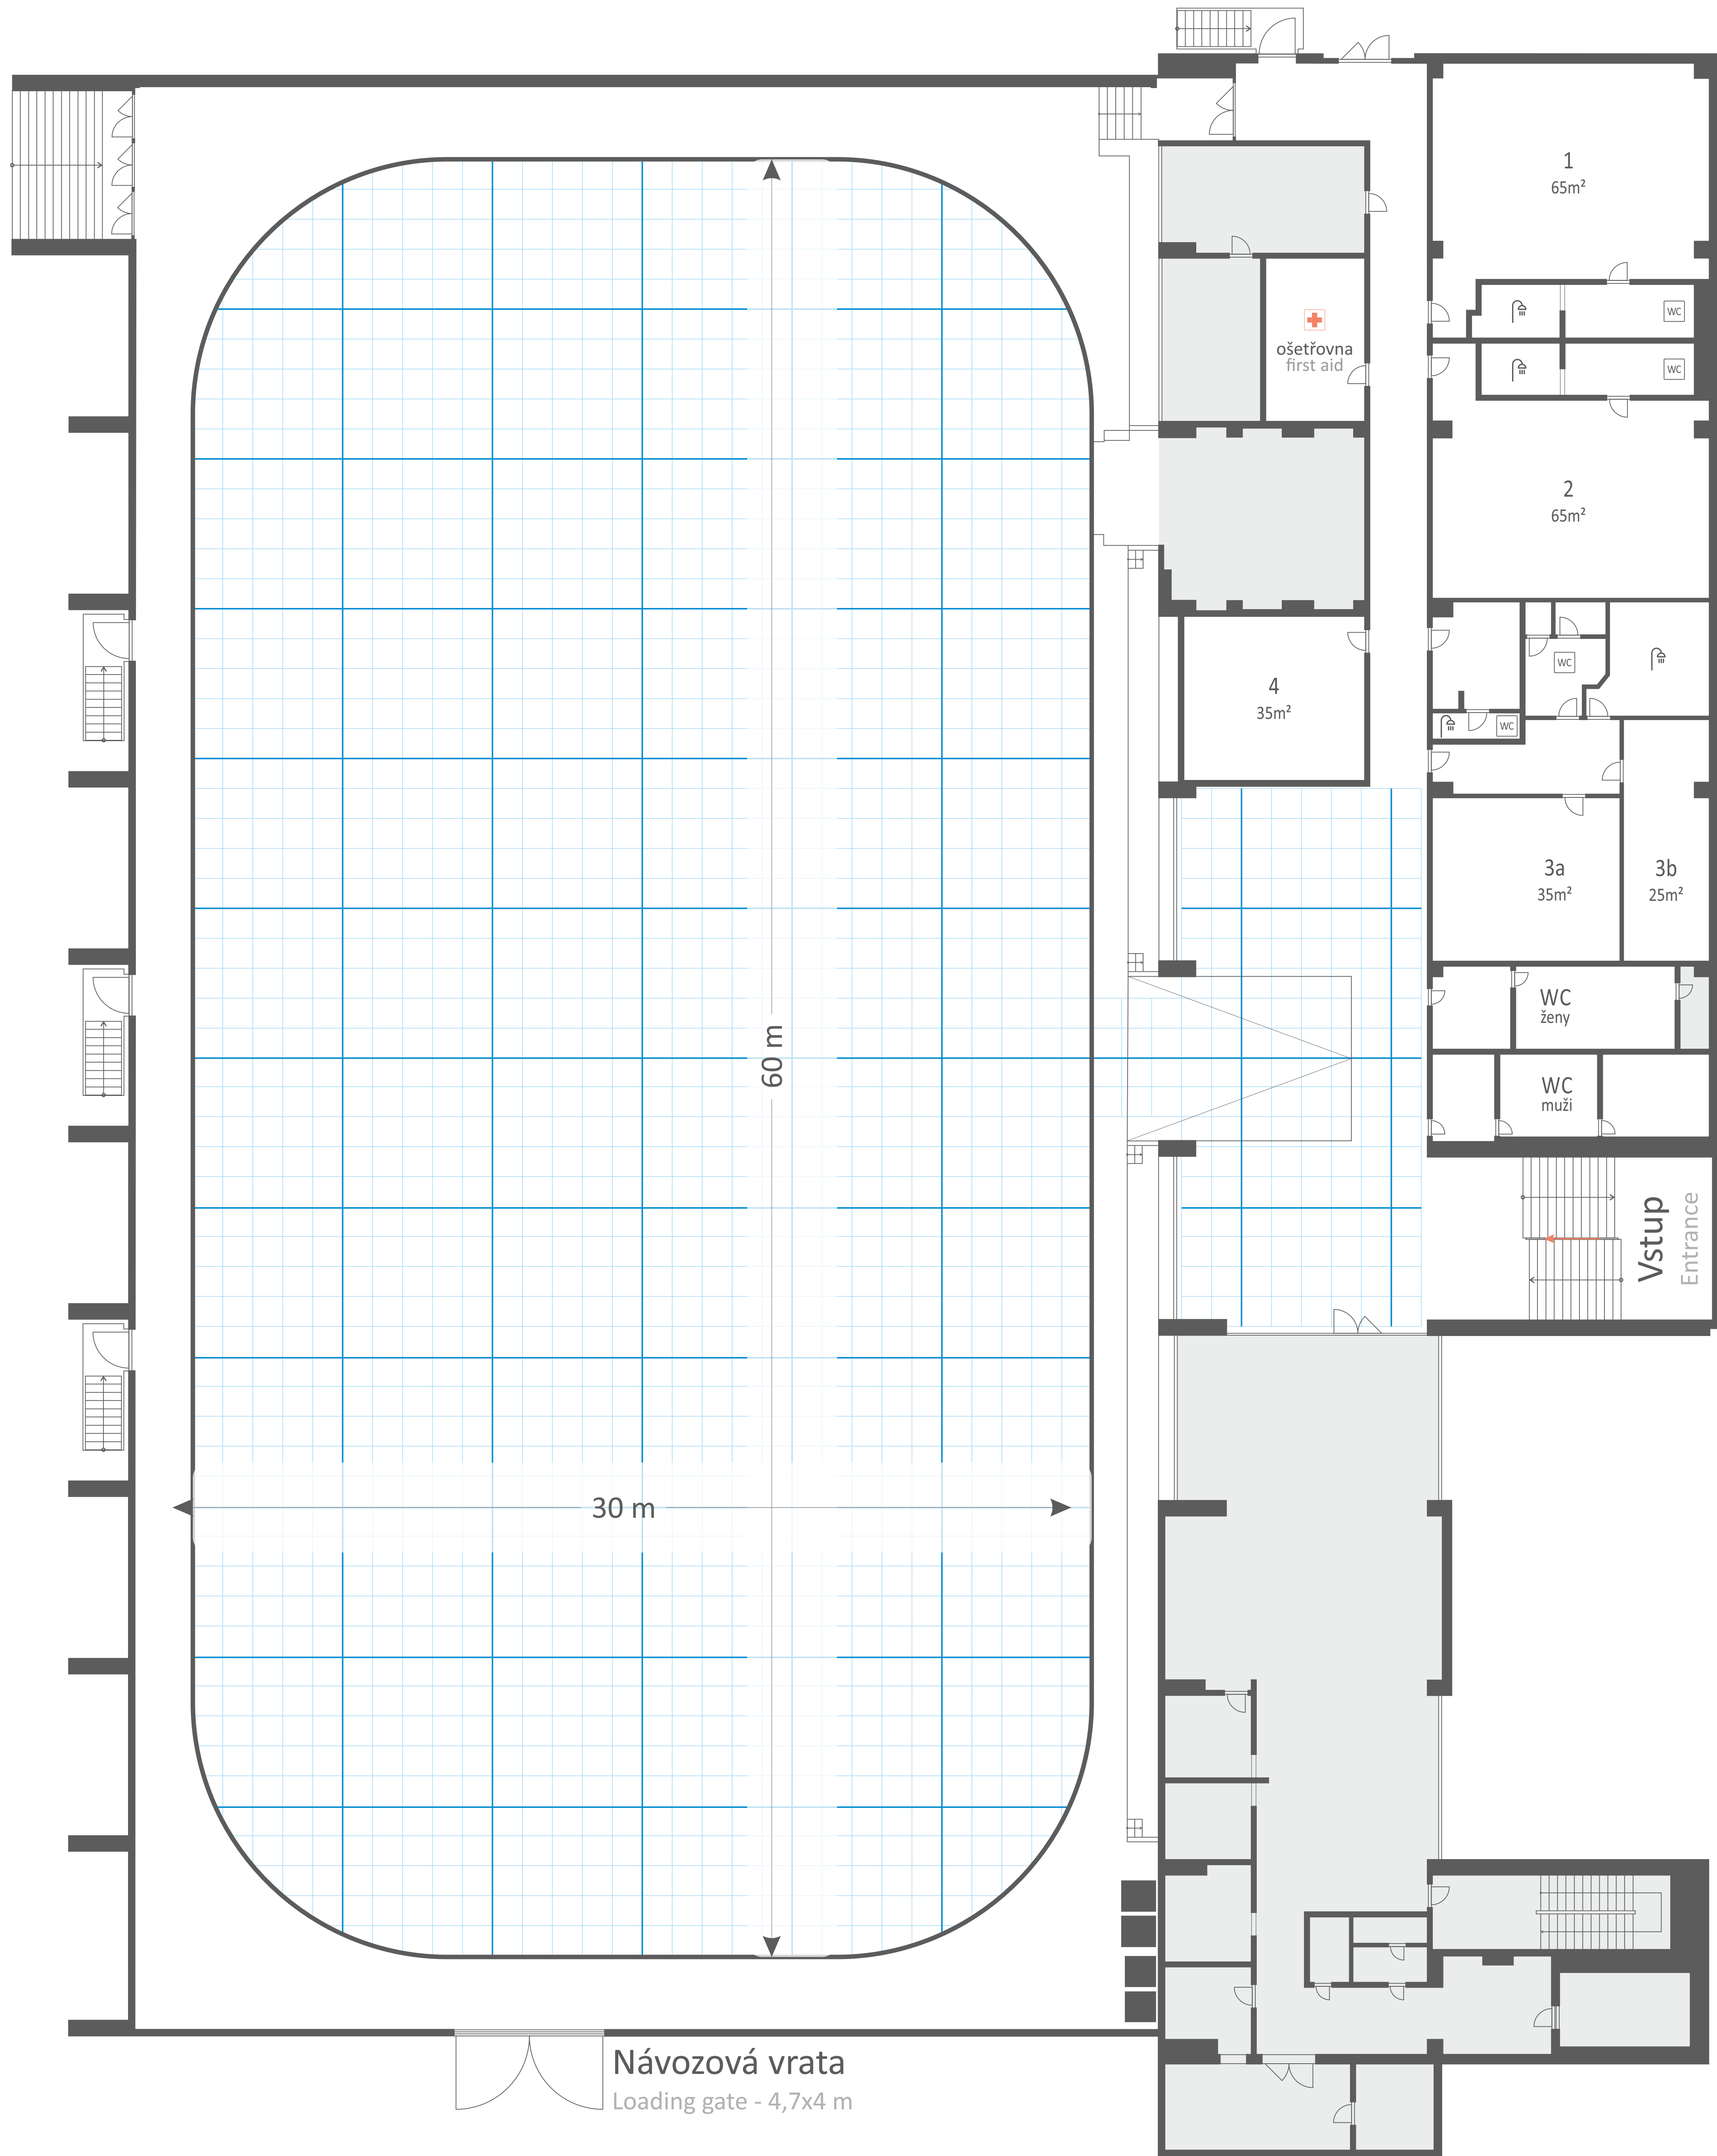 1
65m²
WC
WC
ošetřovna
first aid
2
65m²
WC
WC
4
35m²
3a
35m²
3b
25m²
WC
ženy
WC
muži
60 m
Vstup
Entrance
30 m
Návozová vrata
Loading gate - 4,7x4 m